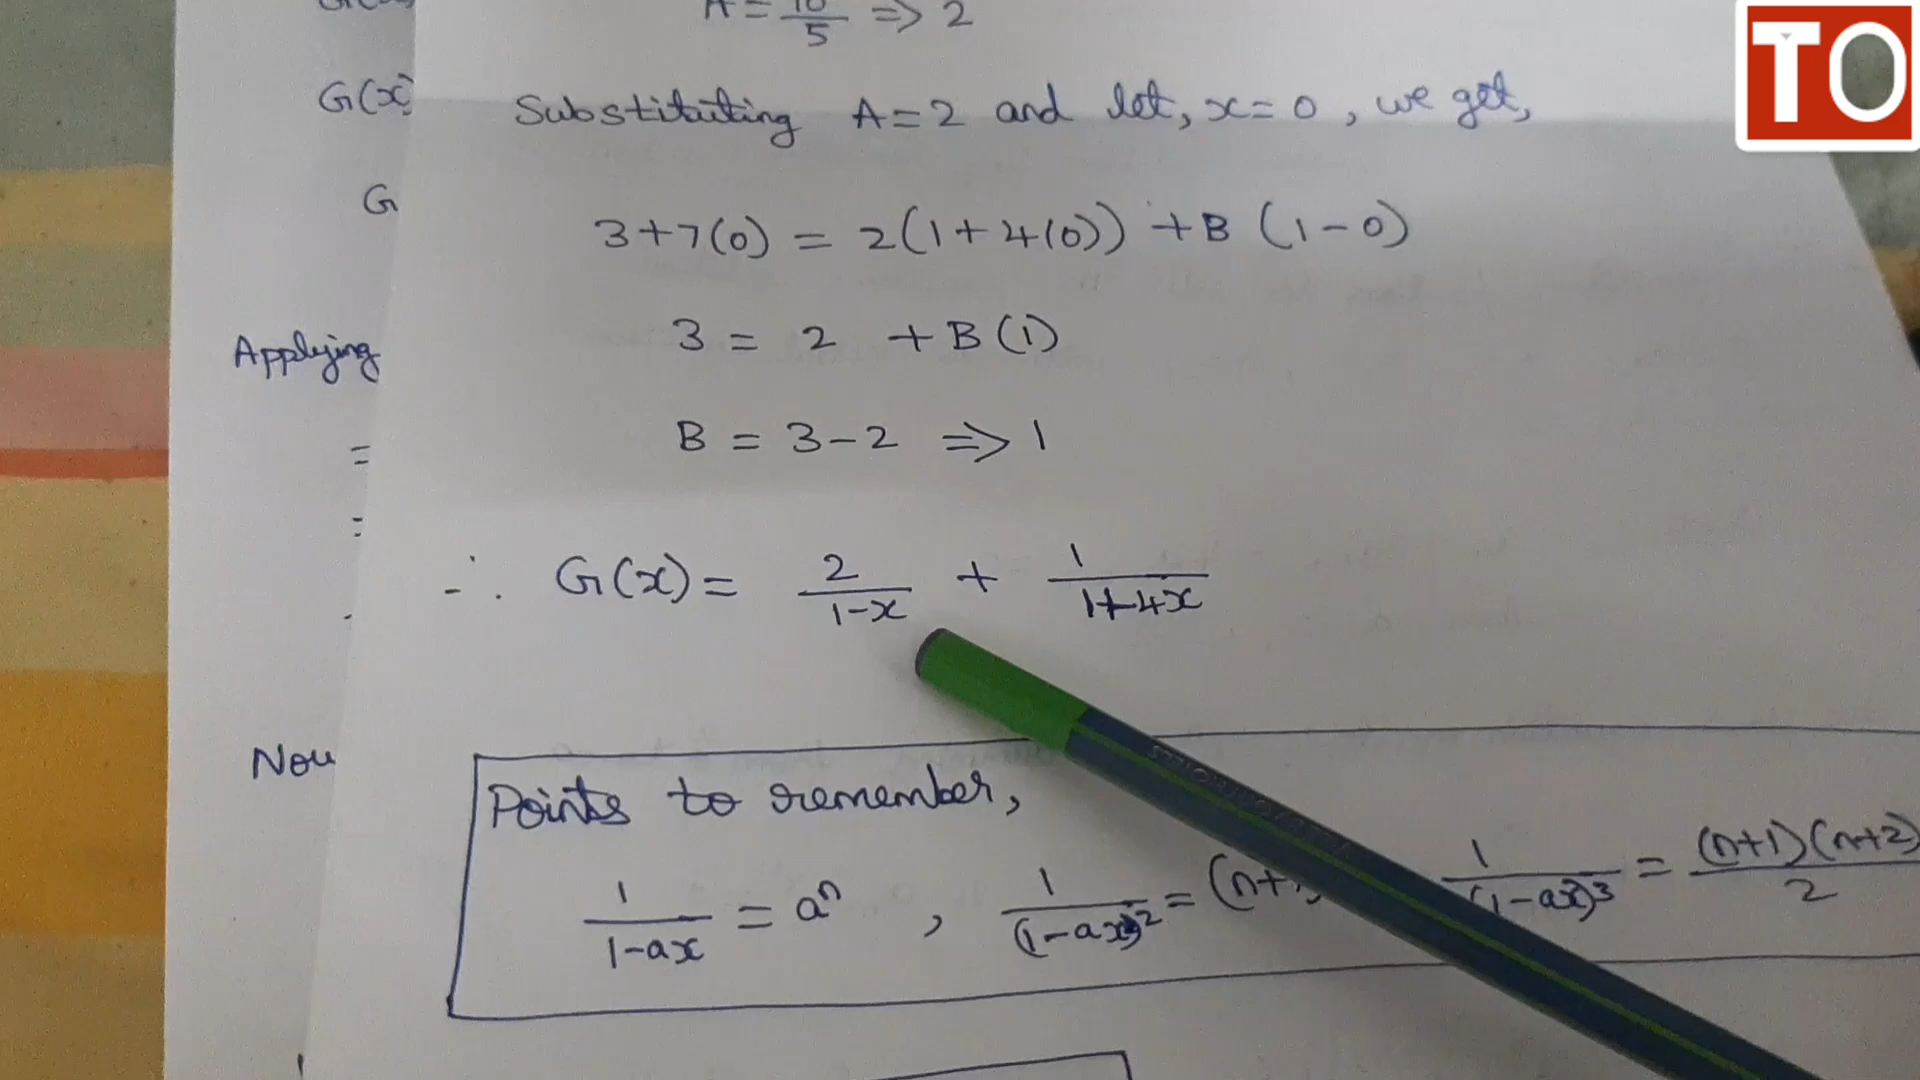 TO
A = 10/5 => 2
G(x)
Substituting A=2 and let, x=0, we get,
G
3+7(0) = 2(1+4(0)) + B (1-0)
Applying
3 = 2 + B(1)
=
B = 3-2 => 1
=
∴ G(x) = 2/(1-x) + 1/(1+4x)
Now
Points to remember,
1/(1-ax) = aⁿ , 1/(1-ax)² = (n+1 1/(1-ax)³ = (n+1)(n+2)/2